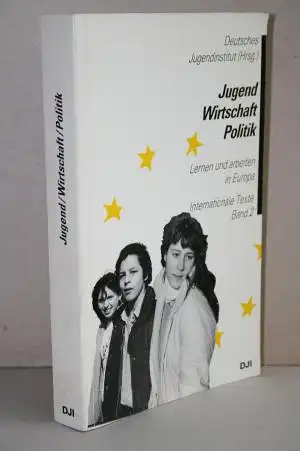 Deutsches
Jugendinstitut (Hrsg.)
Jugend
Wirtschaft
Politik
Lernen und arbeiten
in Europa
Internationale Texte
Band 2
DJI
Jugend/Wirtschaft/Politik
DJI